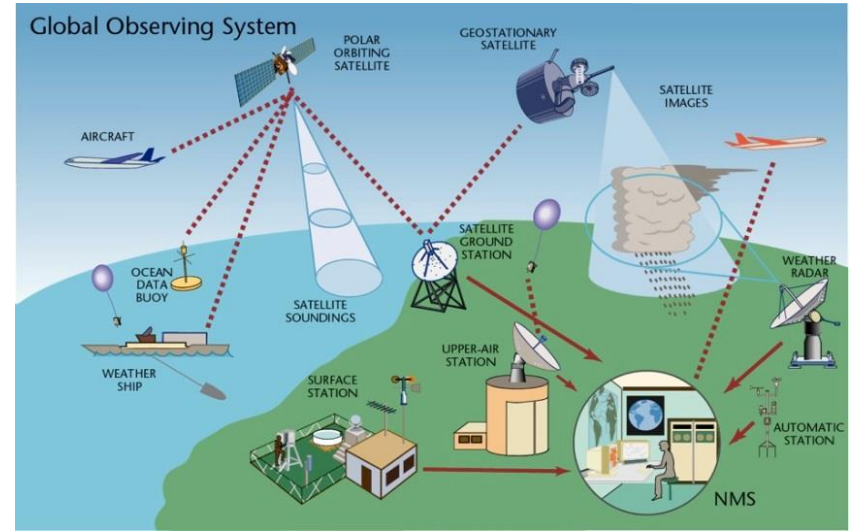 Global Observing System
POLAR
ORBITING
SATELLITE
GEOSTATIONARY
SATELLITE
SATELLITE
IMAGES
AIRCRAFT
OCEAN
DATA
BUOY
SATELLITE
SOUNDINGS
SATELLITE
GROUND
STATION
WEATHER
RADAR
WEATHER
SHIP
UPPER-AIR
STATION
SURFACE
STATION
AUTOMATIC
STATION
NMS